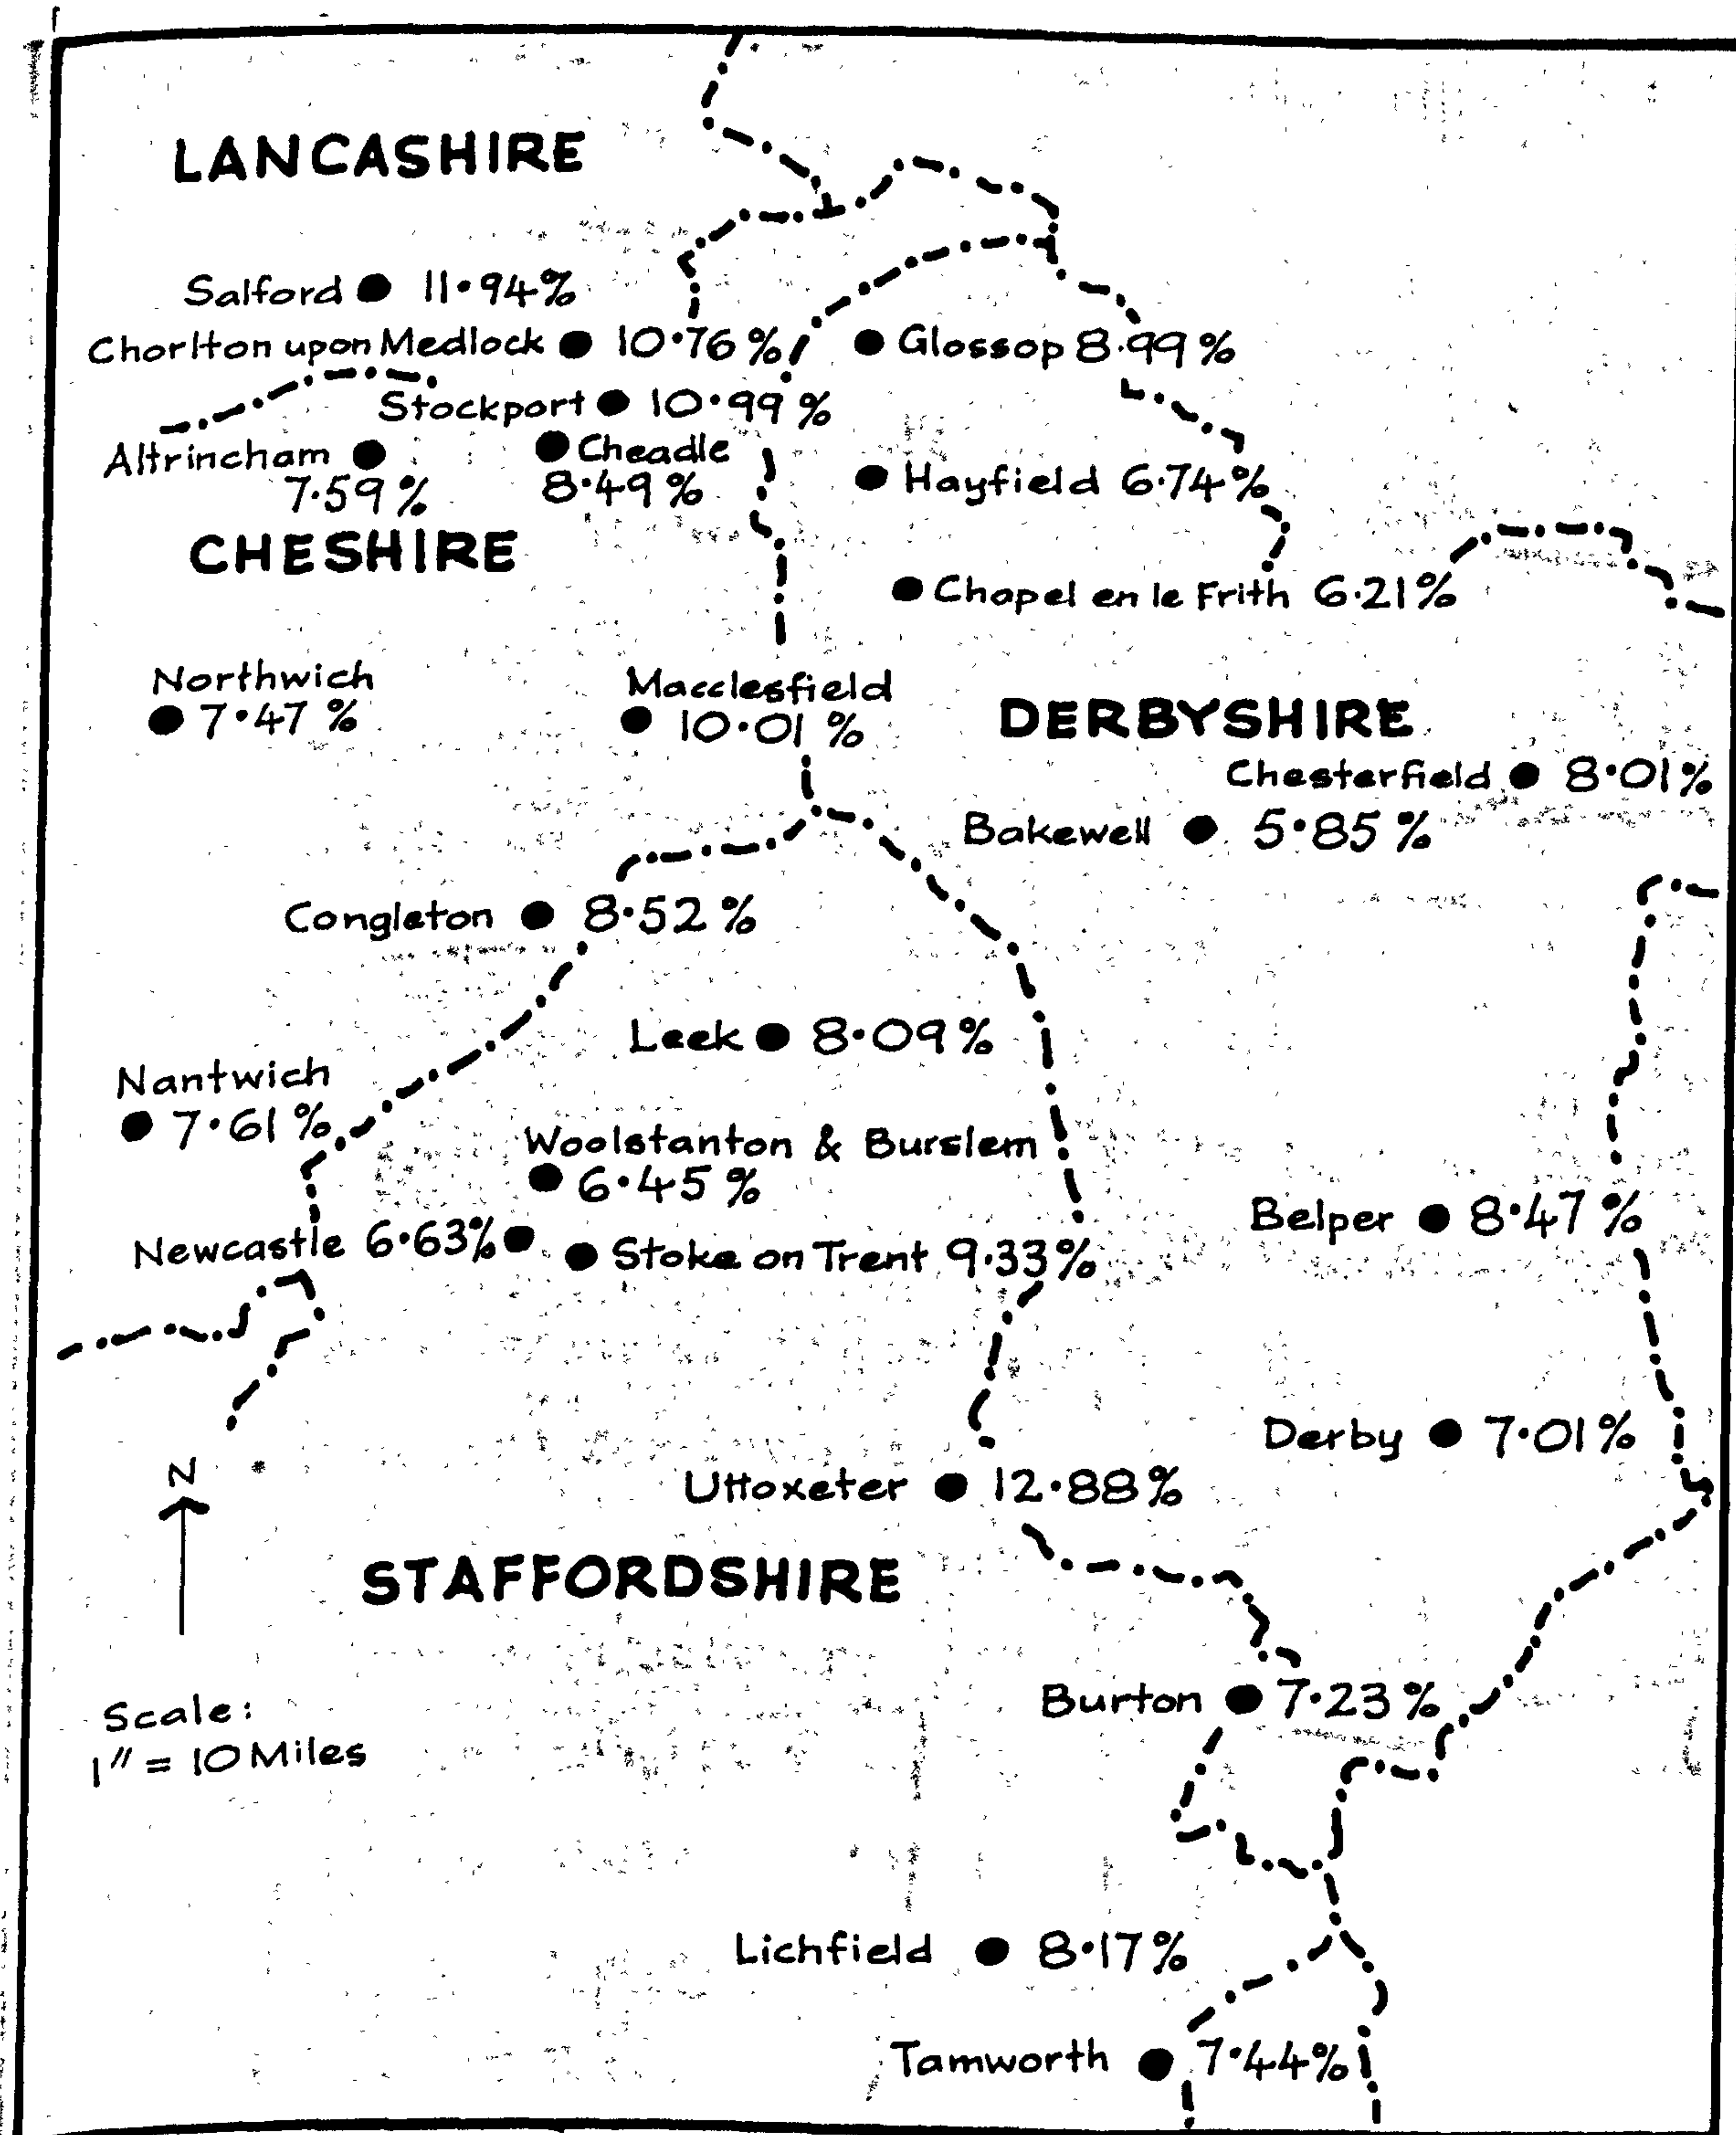 LANCASHIRE
Salford 11·94%
Chorlton upon Medlock 10·76%
Glossop 8·99%
Stockport 10·99%
Altrincham
7·59%
Cheadle
8·49%
Hayfield 6·74%
CHESHIRE
Chapel en le Frith 6·21%
Northwich
7·47%
Macclesfield
10·01%
DERBYSHIRE
Chesterfield 8·01%
Bakewell 5·85%
Congleton 8·52%
Leek 8·09%
Nantwich
7·61%
Woolstanton & Burslem
6·45%
Belper 8·47%
Newcastle 6·63%
Stoke on Trent 9·33%
Derby 7·01%
N
Uttoxeter 12·88%
STAFFORDSHIRE
Burton 7·23%
Scale:
1" = 10 Miles
Lichfield 8·17%
Tamworth 7·44%